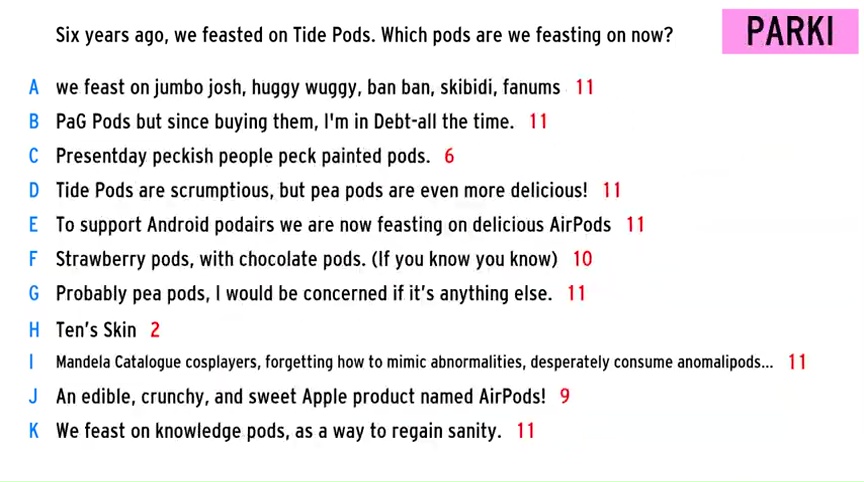 Six years ago, we feasted on Tide Pods. Which pods are we feasting on now?
PARKI
A we feast on jumbo josh, huggy wuggy, ban ban, skibidi, fanums 11
B PaG Pods but since buying them, I'm in Debt-all the time. 11
C Presentday peckish people peck painted pods. 6
D Tide Pods are scrumptious, but pea pods are even more delicious! 11
E To support Android podairs we are now feasting on delicious AirPods 11
F Strawberry pods, with chocolate pods. (If you know you know) 10
G Probably pea pods, I would be concerned if it's anything else. 11
H Ten's Skin 2
I Mandela Catalogue cosplayers, forgetting how to mimic abnormalities, desperately consume anomalipods... 11
J An edible, crunchy, and sweet Apple product named AirPods! 9
K We feast on knowledge pods, as a way to regain sanity. 11